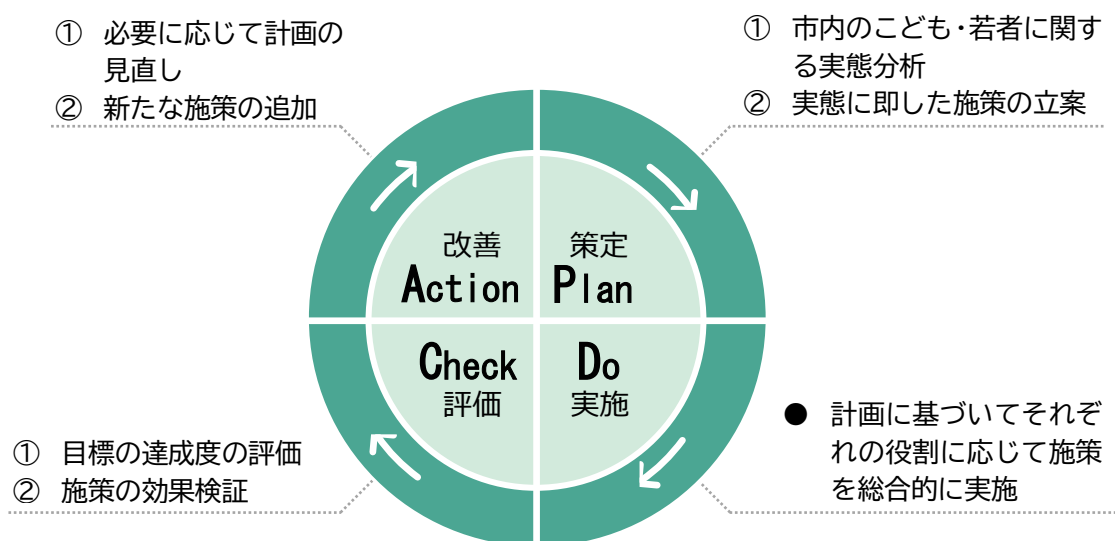 ① 必要に応じて計画の
見直し
② 新たな施策の追加
① 市内のこども・若者に関す
る実態分析
② 実態に即した施策の立案
改善
Action
策定
Plan
Check
評価
Do
実施
① 目標の達成度の評価
② 施策の効果検証
● 計画に基づいてそれぞ
れの役割に応じて施策
を総合的に実施